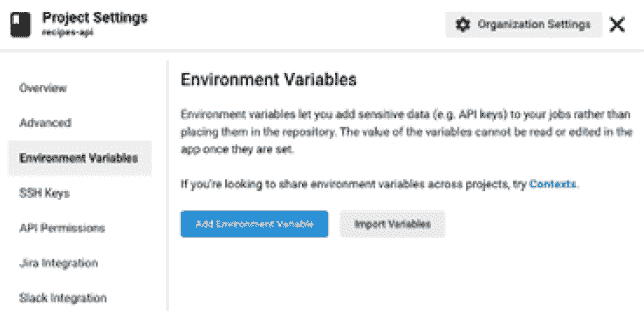 Project Settings
recipes-api
Organization Settings
Overview
Advanced
Environment Variables
SSH Keys
API Permissions
Jira Integration
Slack Integration
Environment Variables
Environment variables let you add sensitive data (e.g. API keys) to your jobs rather than
placing them in the repository. The value of the variables cannot be read or edited in the
app once they are set.
If you're looking to share environment variables across projects, try Contexts.
Add Environment Variable
Import Variables